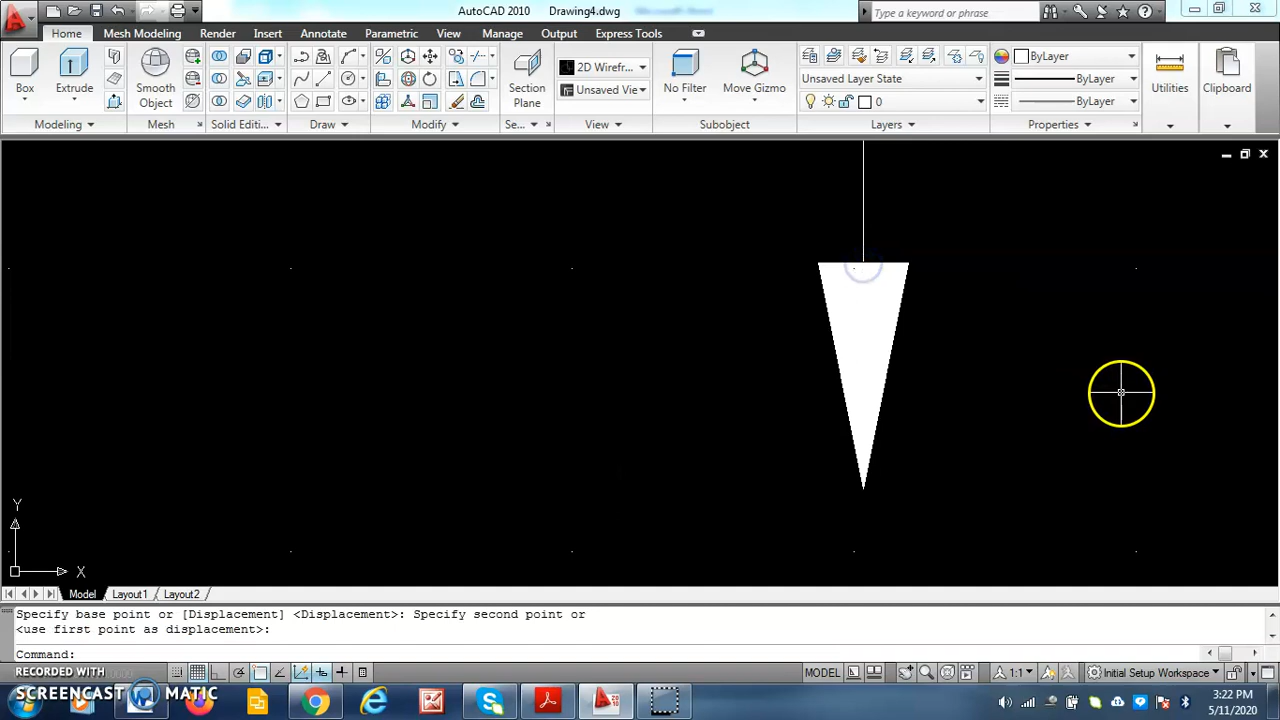 AutoCAD 2010 Drawing4.dwg
Type a keyword or phrase
Home Mesh Modeling Render Insert Annotate Parametric View Manage Output Express Tools
2D Wirefr...
ByLayer
Unsaved Layer State
ByLayer
Box Extrude Smooth Object Section Plane No Filter Move Gizmo Utilities Clipboard
Unsaved Vie
0
ByLayer
Modeling Mesh Solid Editi... Draw Modify Se... View Subobject Layers Properties
Y
X
Model Layout1 Layout2
Specify base point or [Displacement] <Displacement>: Specify second point or
<use first point as displacement>:
Command:
RECORDED WITH
MODEL 1:1 Initial Setup Workspace
SCREENCAST MATIC
3:22 PM
5/11/2020